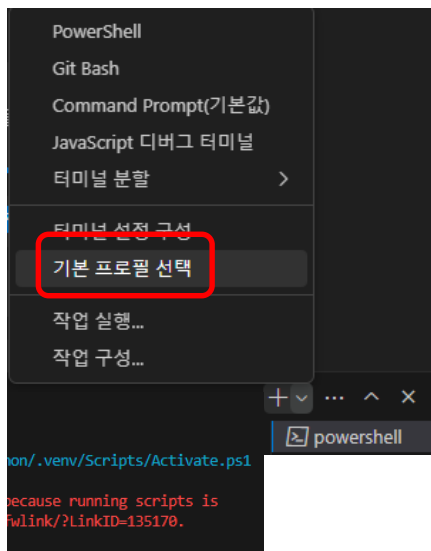 PowerShell
Git Bash
Command Prompt(기본값)
JavaScript 디버그 터미널
터미널 분할
터미널 설정 구성
기본 프로필 선택
작업 실행...
작업 구성...
powershell
on/.venv/Scripts/Activate.ps1
because running scripts is
fwlink/?LinkID=135170.